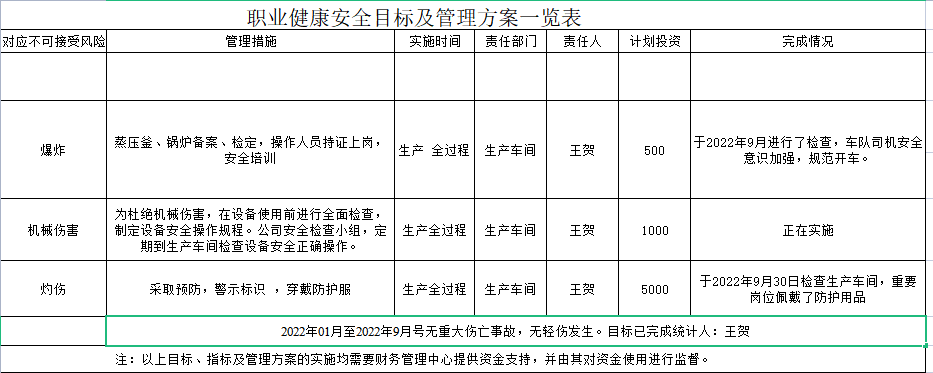 职业健康安全目标及管理方案一览表
对应不可接受风险 管理措施 实施时间 责任部门 责任人 计划投资 完成情况
爆炸 蒸压釜、锅炉备案、检定，操作人员持证上岗，安全培训 生产 全过程 生产车间 王贺 500 于2022年9月进行了检查，车队司机安全意识加强，规范开车。
机械伤害 为杜绝机械伤害，在设备使用前进行全面检查，制定设备安全操作规程。公司安全检查小组，定期到生产车间检查设备安全正确操作。 生产全过程 生产车间 王贺 1000 正在实施
灼伤 采取预防，警示标识 ，穿戴防护服 生产全过程 生产车间 王贺 5000 于2022年9月30日检查生产车间，重要岗位佩戴了防护用品
2022年01月至2022年9月号无重大伤亡事故，无轻伤发生。目标已完成统计人：王贺
注：以上目标、指标及管理方案的实施均需要财务管理中心提供资金支持，并由其对资金使用进行监督。